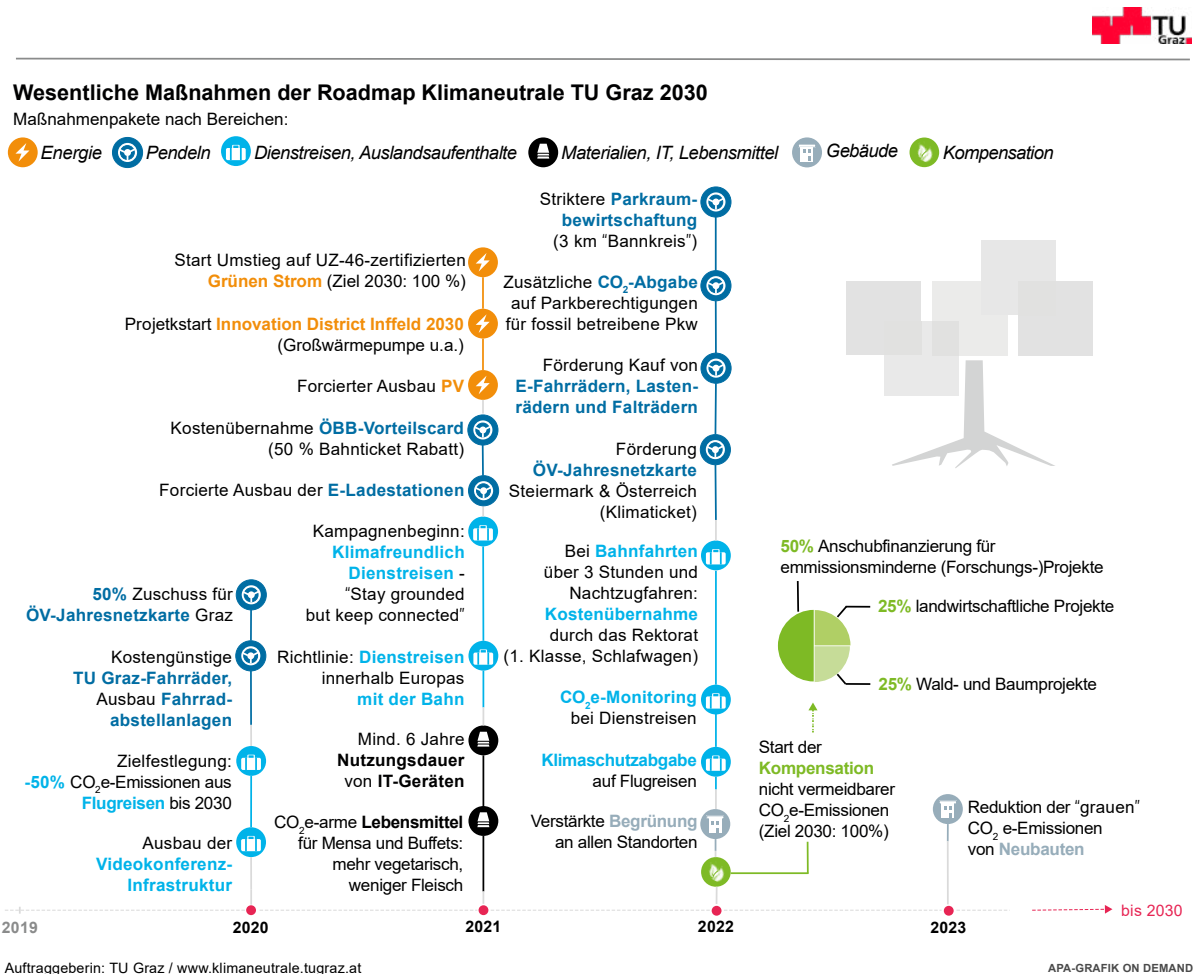 TU
Graz
Wesentliche Maßnahmen der Roadmap Klimaneutrale TU Graz 2030
Maßnahmenpakete nach Bereichen:
Energie Pendeln Dienstreisen, Auslandsaufenthalte Materialien, IT, Lebensmittel Gebäude Kompensation
50% Zuschuss für
ÖV-Jahresnetzkarte Graz
Kostengünstige
TU Graz-Fahrräder,
Ausbau Fahrrad-
abstellanlagen
Zielfestlegung:
-50% CO₂e-Emissionen aus
Flugreisen bis 2030
Ausbau der
Videokonferenz-
Infrastruktur
Start Umstieg auf UZ-46-zertifizierten
Grünen Strom (Ziel 2030: 100 %)
Projetkstart Innovation District Inffeld 2030
(Großwärmepumpe u.a.)
Forcierter Ausbau PV
Kostenübernahme ÖBB-Vorteilscard
(50 % Bahnticket Rabatt)
Forcierte Ausbau der E-Ladestationen
Kampagnenbeginn:
Klimafreundlich
Dienstreisen -
“Stay grounded
but keep connected”
Richtlinie: Dienstreisen
innerhalb Europas
mit der Bahn
Mind. 6 Jahre
Nutzungsdauer
von IT-Geräten
CO₂e-arme Lebensmittel
für Mensa und Buffets:
mehr vegetarisch,
weniger Fleisch
Striktere Parkraum-
bewirtschaftung
(3 km “Bannkreis”)
Zusätzliche CO₂-Abgabe
auf Parkberechtigungen
für fossil betreibene Pkw
Förderung Kauf von
E-Fahrrädern, Lasten-
rädern und Falträdern
Förderung
ÖV-Jahresnetzkarte
Steiermark & Österreich
(Klimaticket)
Bei Bahnfahrten
über 3 Stunden und
Nachtzugfahren:
Kostenübernahme
durch das Rektorat
(1. Klasse, Schlafwagen)
CO₂e-Monitoring
bei Dienstreisen
Klimaschutzabgabe
auf Flugreisen
Verstärkte Begrünung
an allen Standorten
50% Anschubfinanzierung für
emmissionsminderne (Forschungs-)Projekte
25% landwirtschaftliche Projekte
25% Wald- und Baumprojekte
Start der
Kompensation
nicht vermeidbarer
CO₂e-Emissionen
(Ziel 2030: 100%)
Reduktion der “grauen”
CO₂ e-Emissionen
von Neubauten
2019 2020 2021 2022 2023 bis 2030
Auftraggeberin: TU Graz / www.klimaneutrale.tugraz.at
APA-GRAFIK ON DEMAND